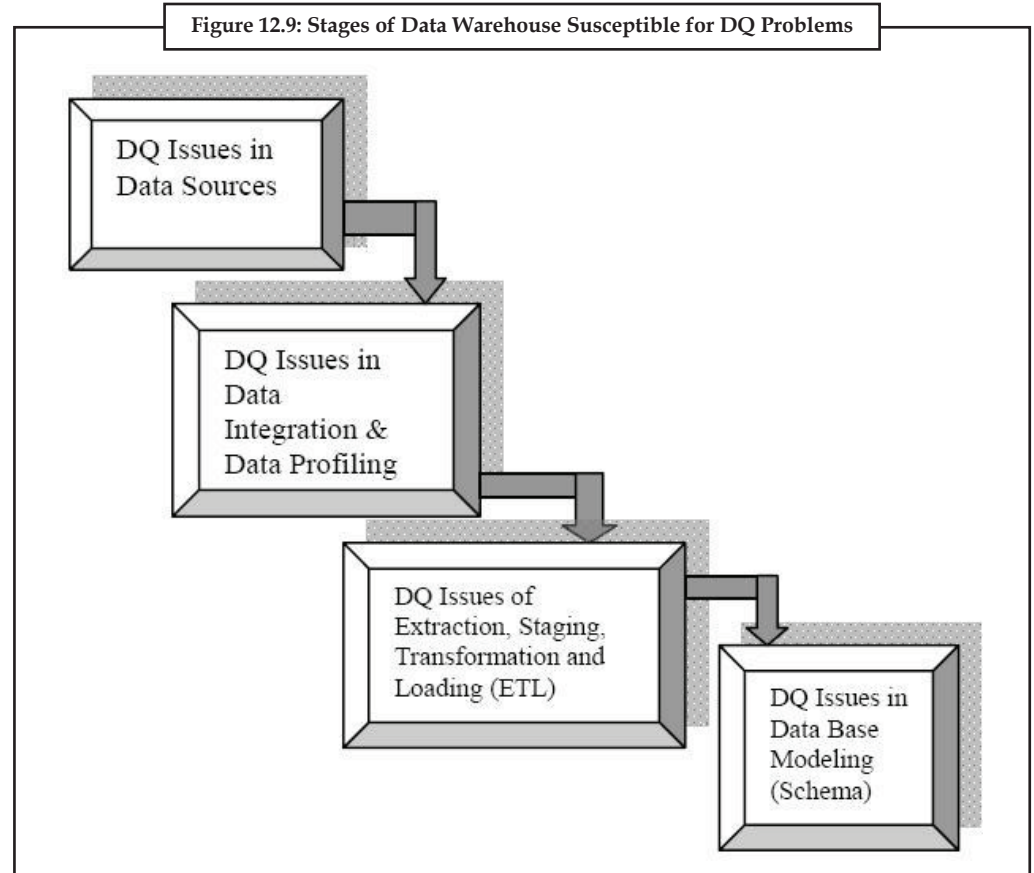 Figure 12.9: Stages of Data Warehouse Susceptible for DQ Problems
DQ Issues in
Data Sources
DQ Issues in
Data
Integration &
Data Profiling
DQ Issues of
Extraction, Staging,
Transformation and
Loading (ETL)
DQ Issues in
Data Base
Modeling
(Schema)